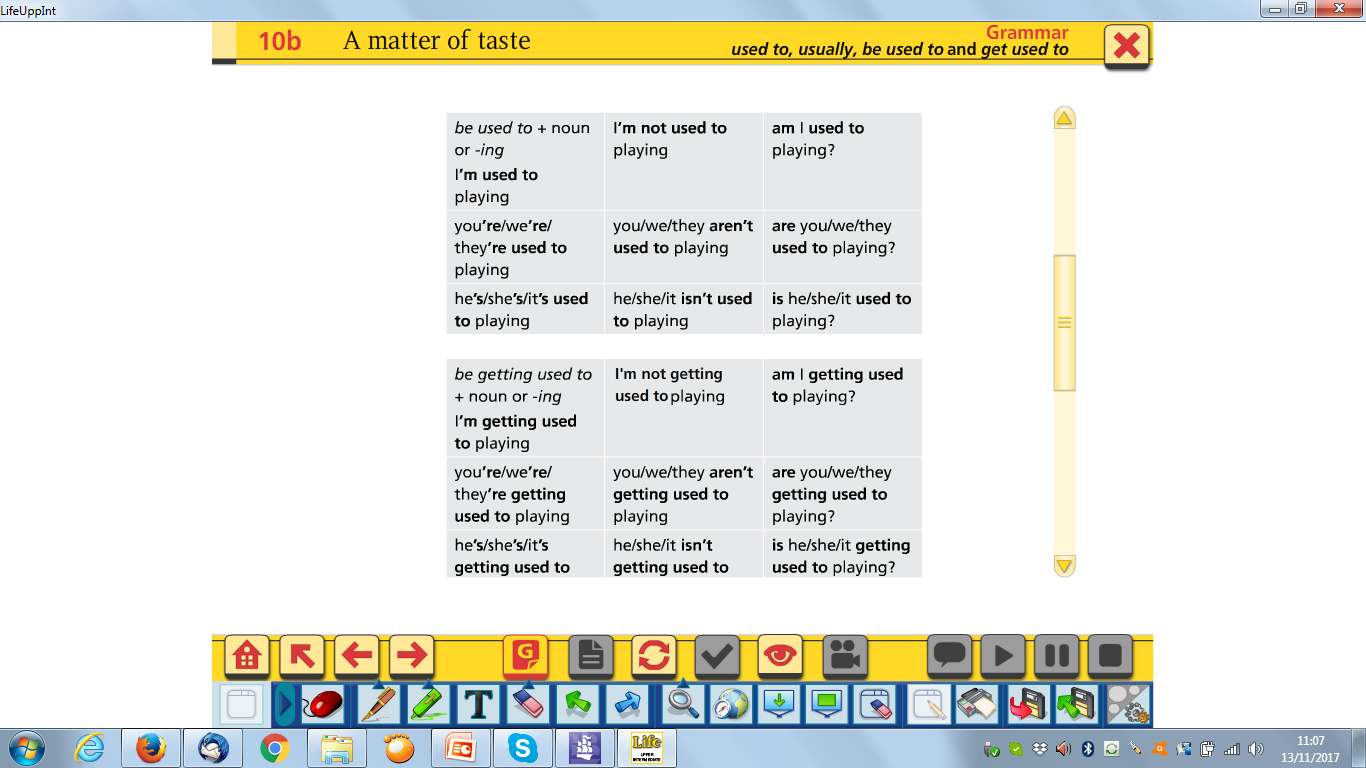 LifeUppInt
10b A matter of taste
Grammar
used to, usually, be used to and get used to
be used to + noun
or -ing
I'm used to
playing
I'm not used to
playing
am I used to
playing?
you're/we're/
they're used to
playing
you/we/they aren't
used to playing
are you/we/they
used to playing?
he's/she's/it's used
to playing
he/she/it isn't used
to playing
is he/she/it used to
playing?
be getting used to
+ noun or -ing
I'm getting used
to playing
I'm not getting
used to playing
am I getting used
to playing?
you're/we're/
they're getting
used to playing
you/we/they aren't
getting used to
playing
are you/we/they
getting used to
playing?
he's/she's/it's
getting used to
he/she/it isn't
getting used to
is he/she/it getting
used to playing?
G
T
Life
UPPER
INTERMEDIATE
11:07
13/11/2017